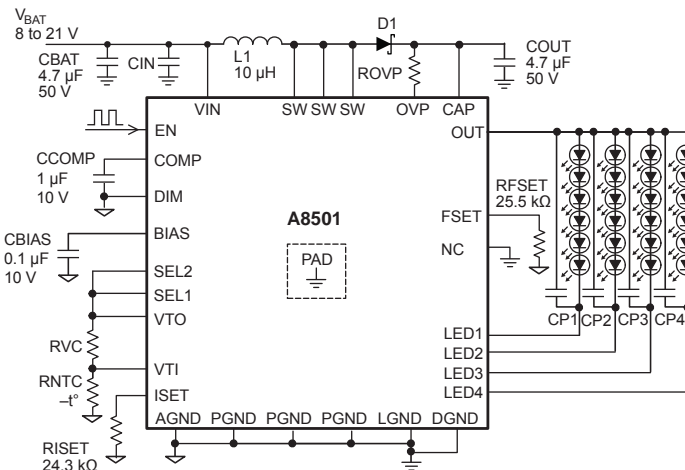 VBAT
8 to 21 V
CBAT
4.7 µF
50 V
CIN
L1
10 µH
D1
ROVP
COUT
4.7 µF
50 V
VIN
SW SW SW
OVP
CAP
EN
OUT
CCOMP
1 µF
10 V
COMP
DIM
CBIAS
0.1 µF
10 V
BIAS
A8501
PAD
RFSET
25.5 kΩ
FSET
NC
SEL2
SEL1
VTO
RVC
VTI
RNTC
–t°
ISET
RISET
24.3 kΩ
CP1 CP2 CP3 CP4
LED1
LED2
LED3
LED4
AGND PGND PGND PGND LGND DGND